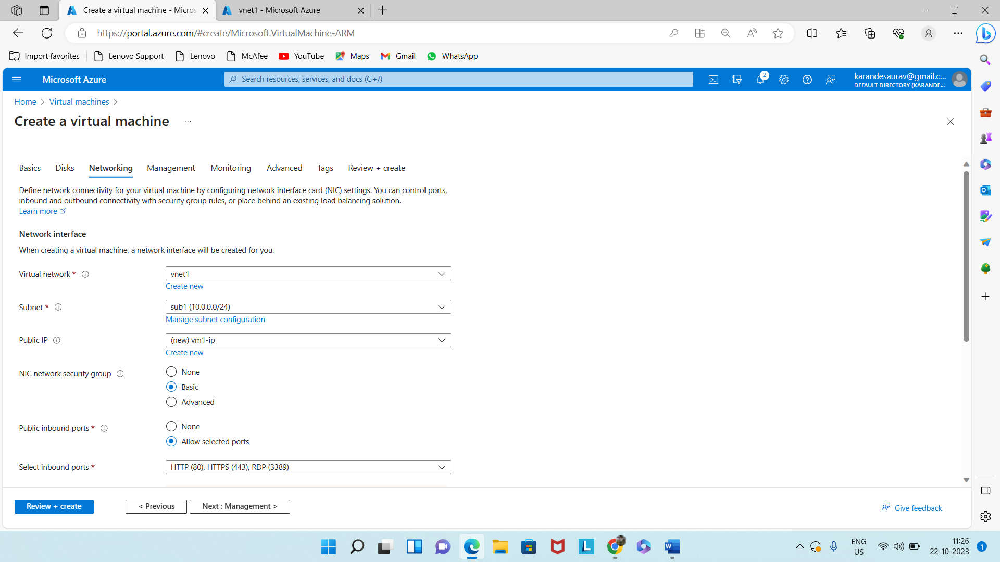 Create a virtual machine - Micros
vnet1 - Microsoft Azure
https://portal.azure.com/#create/Microsoft.VirtualMachine-ARM
Import favorites
Lenovo Support
Lenovo
McAfee
YouTube
Maps
Gmail
WhatsApp
Microsoft Azure
Search resources, services, and docs (G+/)
2
karandesaurav@gmail.c...
DEFAULT DIRECTORY (KARANDE...
Home > Virtual machines >
Create a virtual machine ...
Basics
Disks
Networking
Management
Monitoring
Advanced
Tags
Review + create
Define network connectivity for your virtual machine by configuring network interface card (NIC) settings. You can control ports,
inbound and outbound connectivity with security group rules, or place behind an existing load balancing solution.
Learn more
Network interface
When creating a virtual machine, a network interface will be created for you.
Virtual network *
vnet1
Create new
Subnet *
sub1 (10.0.0.0/24)
Manage subnet configuration
Public IP
(new) vm1-ip
Create new
NIC network security group
None
Basic
Advanced
Public inbound ports *
None
Allow selected ports
Select inbound ports *
HTTP (80), HTTPS (443), RDP (3389)
Review + create
< Previous
Next : Management >
Give feedback
ENG
US
11:26
22-10-2023
1